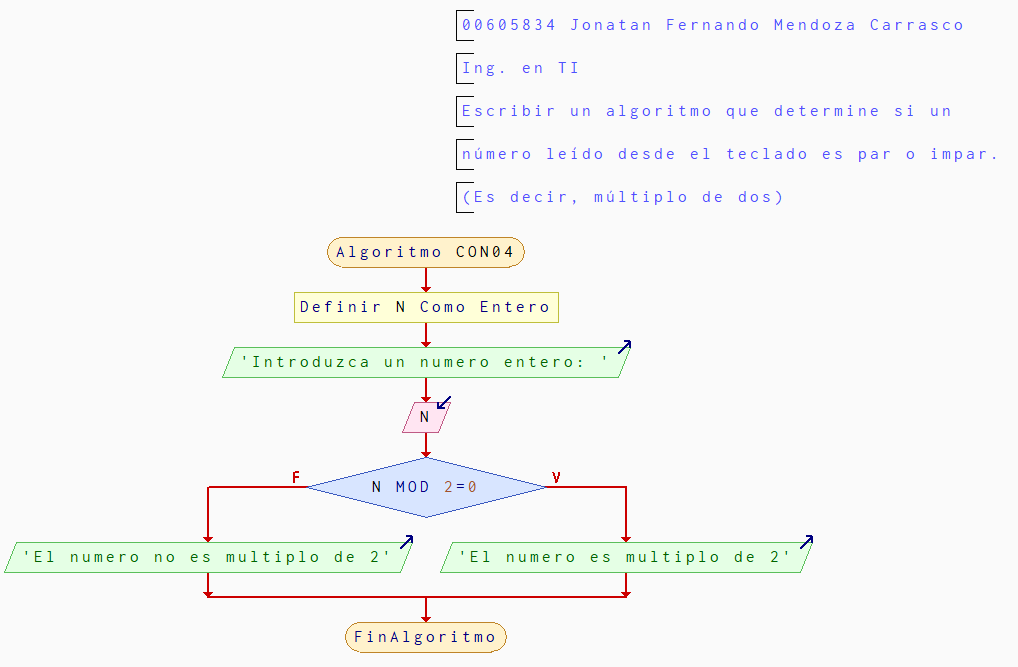 00605834 Jonatan Fernando Mendoza Carrasco
Ing. en TI
Escribir un algoritmo que determine si un
número leído desde el teclado es par o impar.
(Es decir, múltiplo de dos)
Algoritmo CON04
Definir N Como Entero
'Introduzca un numero entero: '
N
F
V
N MOD 2=0
'El numero no es multiplo de 2'
'El numero es multiplo de 2'
FinAlgoritmo